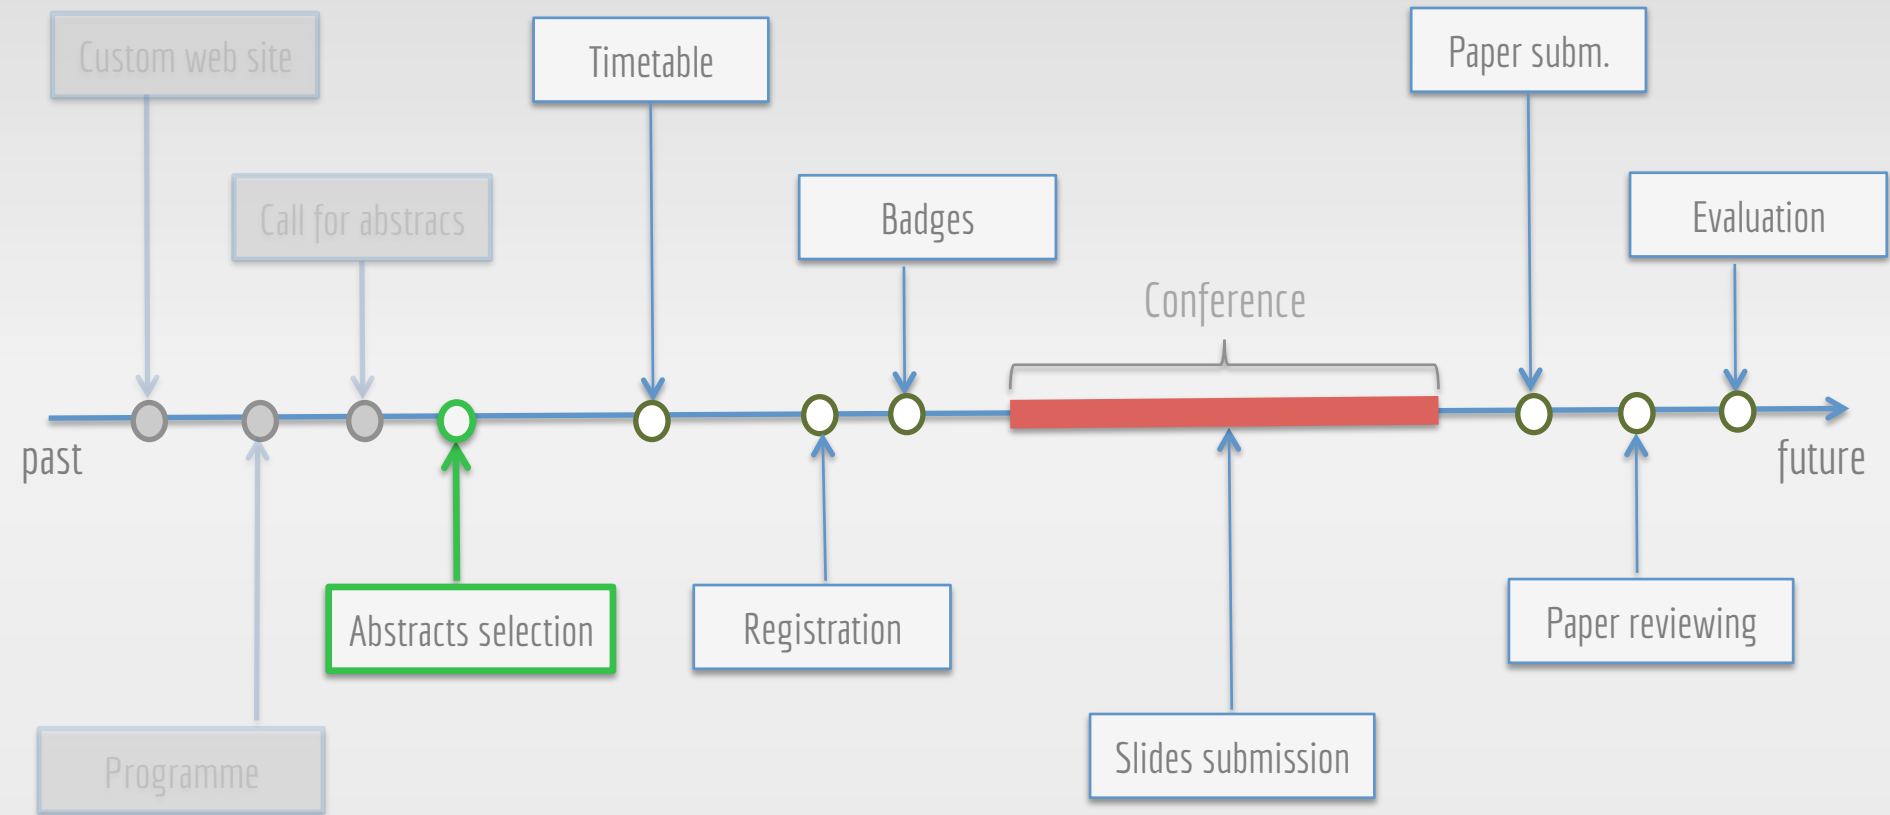 Custom web site
Timetable
Paper subm.
Call for abstracs
Badges
Evaluation
Conference
past
future
Abstracts selection
Registration
Paper reviewing
Slides submission
Programme